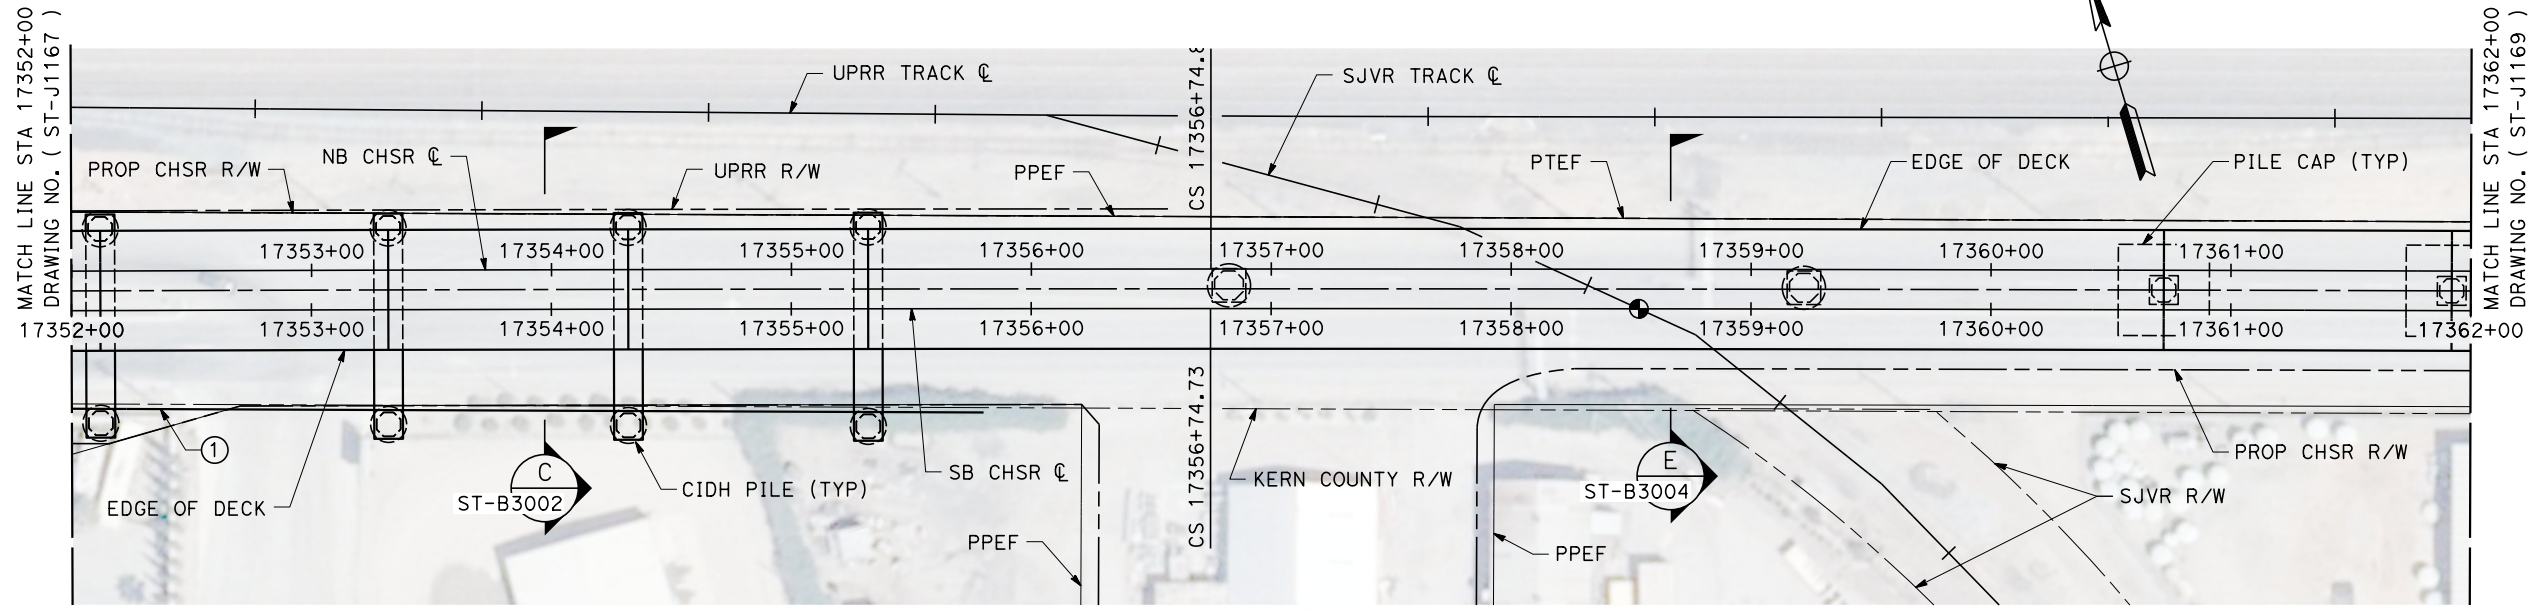 MATCH LINE STA 17352+00
DRAWING NO. ( ST-J1167 )
UPRR TRACK ℄
SJVR TRACK ℄
PROP CHSR R/W
NB CHSR ℄
UPRR R/W
PPEF
CS 17356+74.
PTEF
EDGE OF DECK
PILE CAP (TYP)
17353+00
17354+00
17355+00
17356+00
17357+00
17358+00
17359+00
17360+00
17361+00
17352+00
17353+00
17354+00
17355+00
17356+00
17357+00
17358+00
17359+00
17360+00
17361+00
17362+00
1
EDGE OF DECK
C
ST-B3002
CIDH PILE (TYP)
SB CHSR ℄
PPEF
CS 17356+74.73
KERN COUNTY R/W
PPEF
E
ST-B3004
SJVR R/W
PROP CHSR R/W
MATCH LINE STA 17362+00
DRAWING NO. ( ST-J1169 )